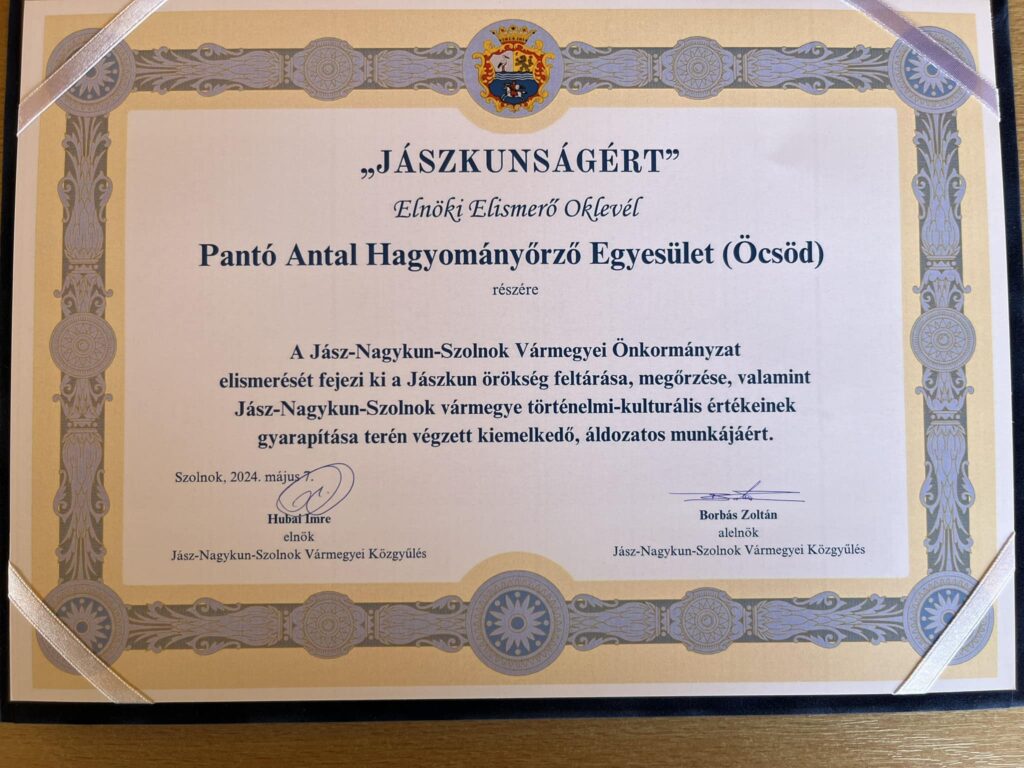 „JÁSZKUNSÁGÉRT”
Elnöki Elismerő Oklevél
Pantó Antal Hagyományőrző Egyesület (Öcsöd)
részére
A Jász-Nagykun-Szolnok Vármegyei Önkormányzat
elismerését fejezi ki a Jászkun örökség feltárása, megőrzése, valamint
Jász-Nagykun-Szolnok vármegye történelmi-kulturális értékeinek
gyarapítása terén végzett kiemelkedő, áldozatos munkájáért.
Szolnok, 2024. május 7.
Hubai Imre
elnök
Jász-Nagykun-Szolnok Vármegyei Közgyűlés
Borbás Zoltán
alelnök
Jász-Nagykun-Szolnok Vármegyei Közgyűlés